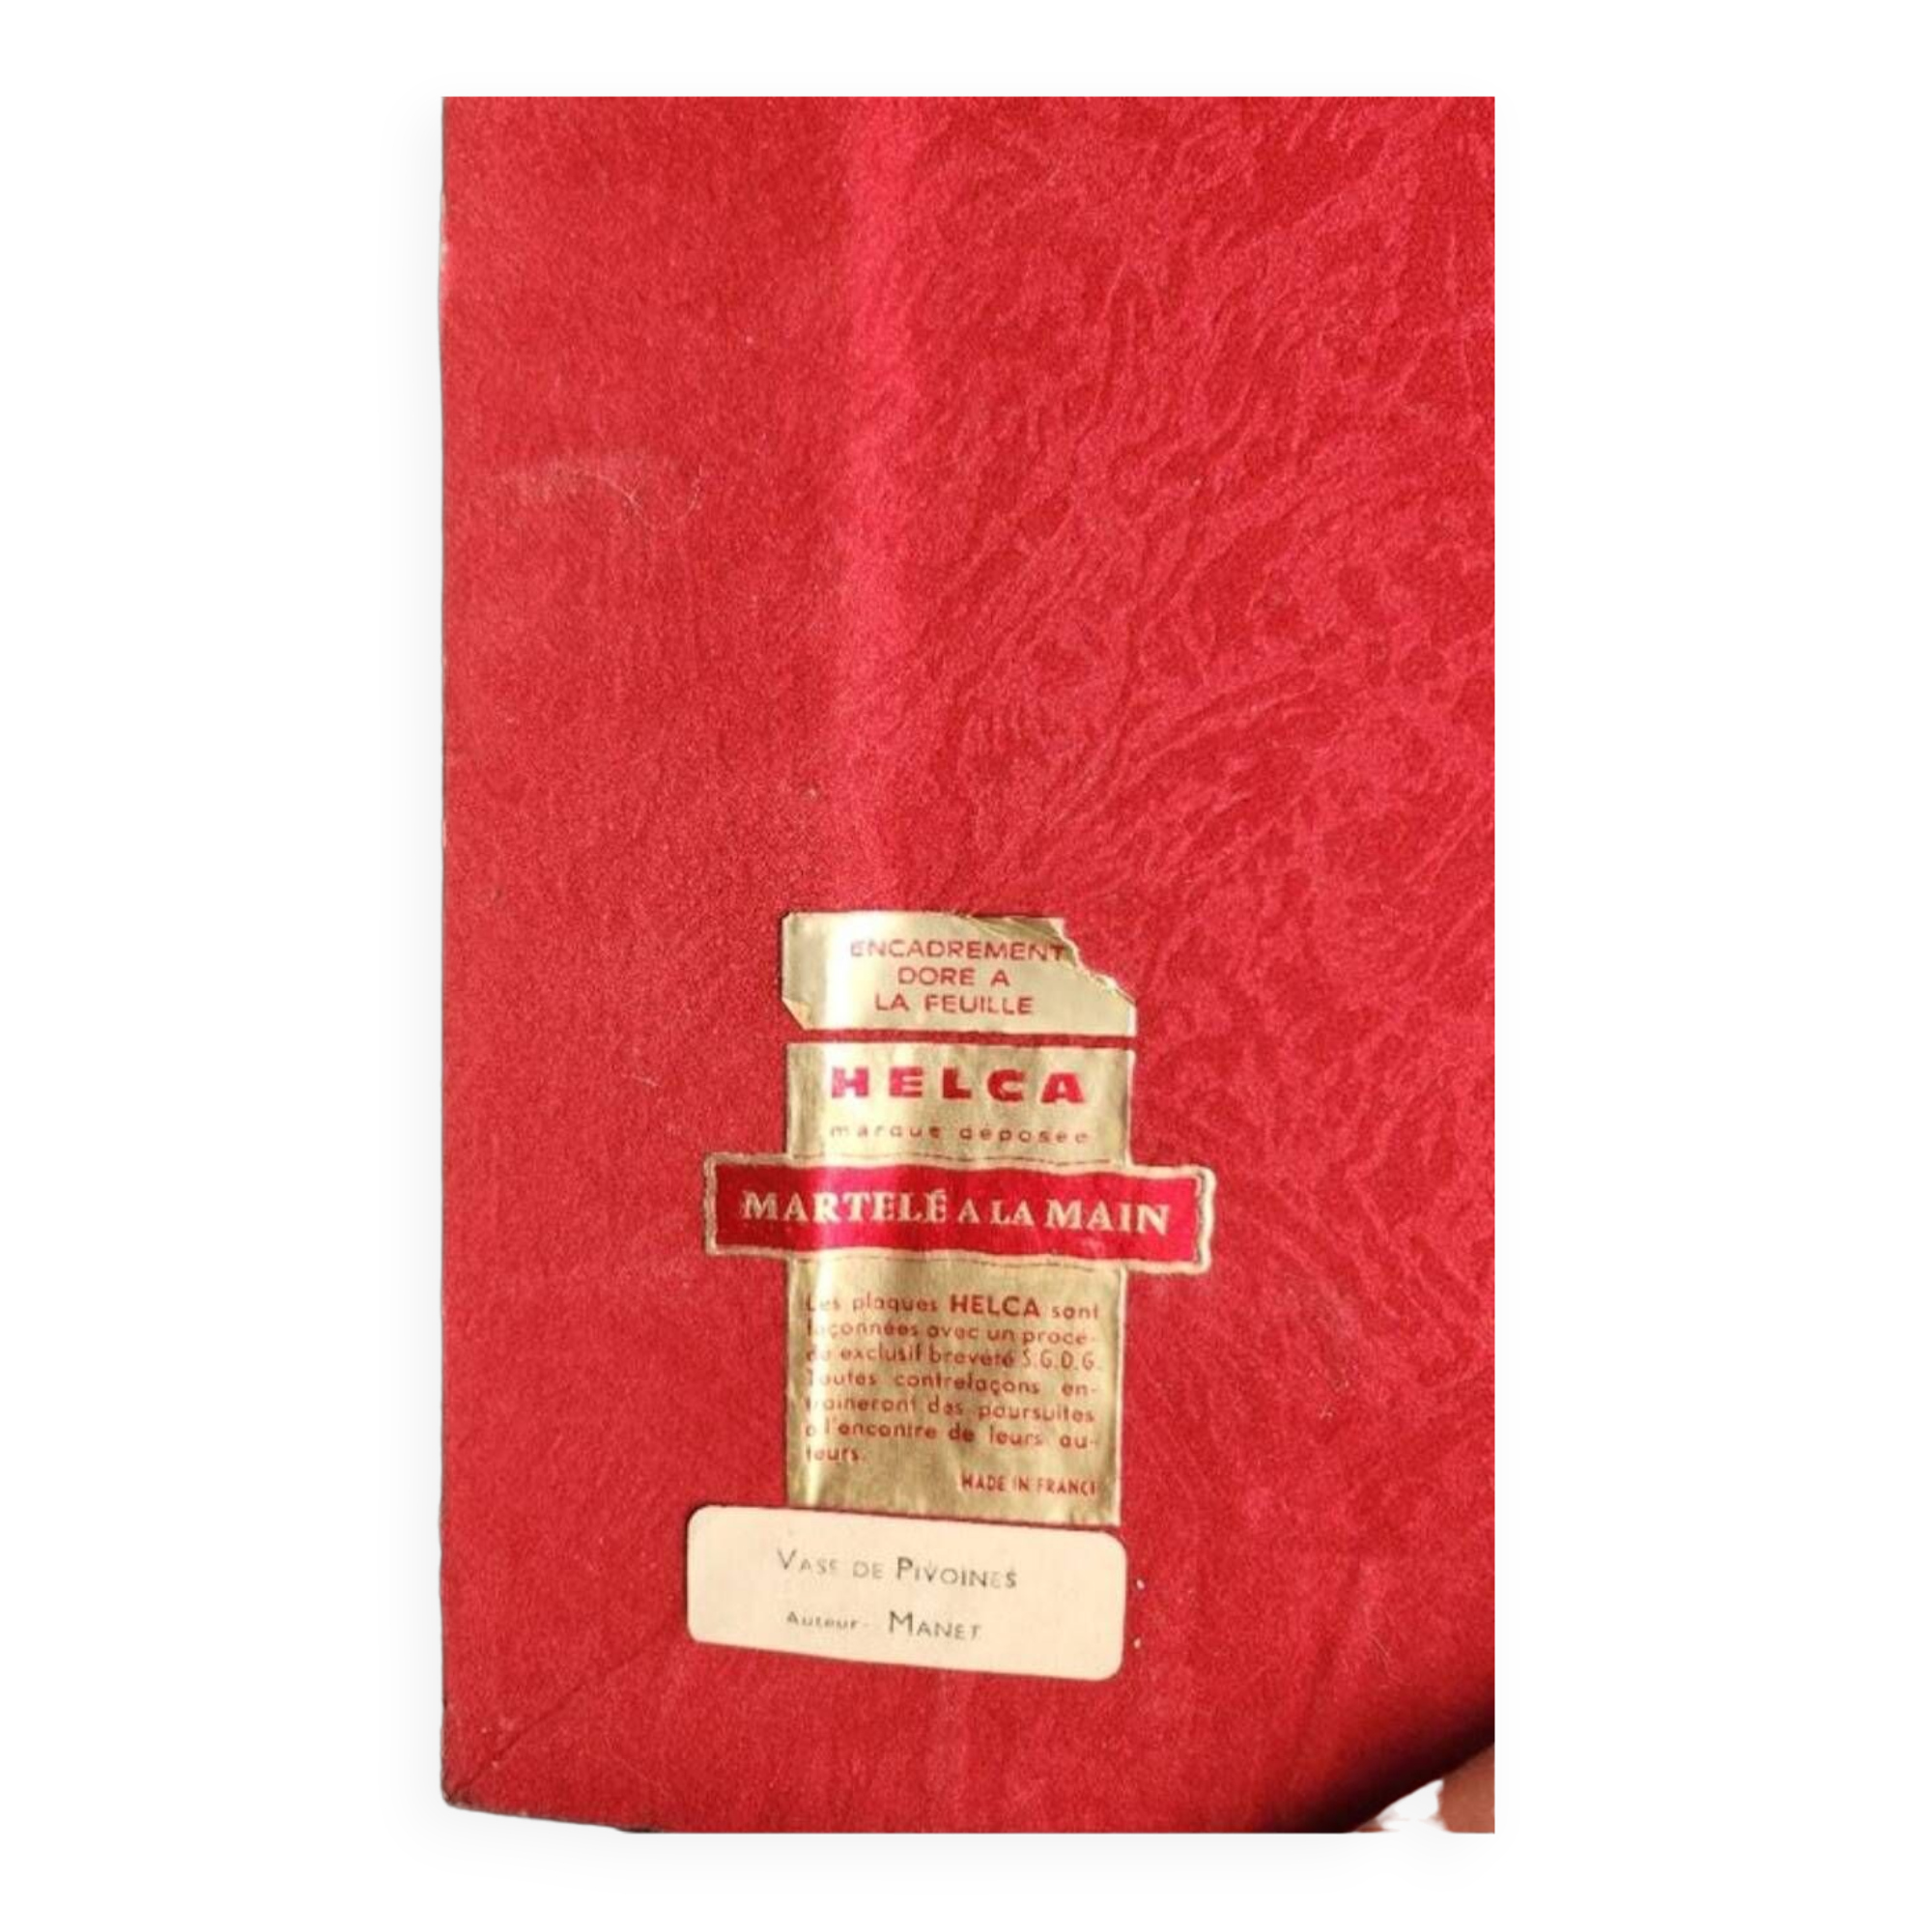 ENCADREMENT
DORE A
LA FEUILLE
HELCA
marque déposée
MARTELÉ A LA MAIN
Les plaques HELCA sont
façonnées avec un procé-
dé exclusif breveté S.G.D.G.
Toutes contrefaçons en-
traineront des poursuites
à l'encontre de leurs au-
teurs.
MADE IN FRANCE
VASE DE PIVOINES
Auteur - MANET